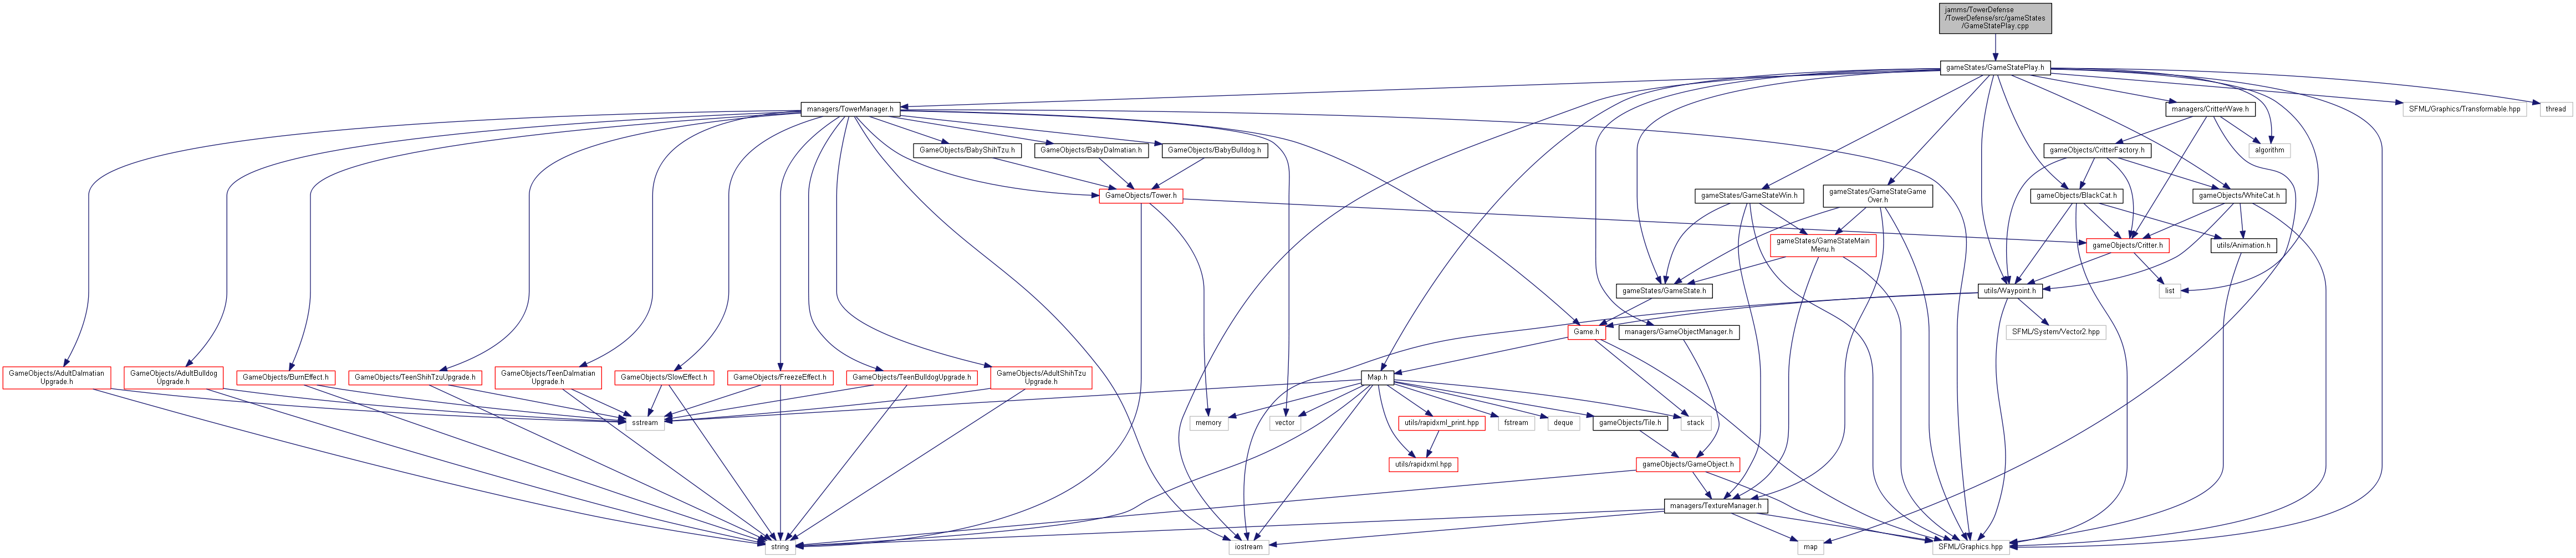 jamms/TowerDefense
/TowerDefense/src/gameStates
/GameStatePlay.cpp
gameStates/GameStatePlay.h
managers/TowerManager.h
managers/CritterWave.h
SFML/Graphics/Transformable.hpp
thread
GameObjects/BabyShihTzu.h
GameObjects/BabyDalmatian.h
GameObjects/BabyBulldog.h
gameObjects/CritterFactory.h
algorithm
GameObjects/Tower.h
gameStates/GameStateWin.h
gameStates/GameStateGame
Over.h
gameObjects/BlackCat.h
gameObjects/WhiteCat.h
gameStates/GameStateMain
Menu.h
gameObjects/Critter.h
utils/Animation.h
gameStates/GameState.h
utils/Waypoint.h
list
Game.h
managers/GameObjectManager.h
SFML/System/Vector2.hpp
GameObjects/AdultDalmatian
Upgrade.h
GameObjects/AdultBulldog
Upgrade.h
GameObjects/BurnEffect.h
GameObjects/TeenShihTzuUpgrade.h
GameObjects/TeenDalmatian
Upgrade.h
GameObjects/SlowEffect.h
GameObjects/FreezeEffect.h
GameObjects/TeenBulldogUpgrade.h
GameObjects/AdultShihTzu
Upgrade.h
Map.h
sstream
memory
vector
utils/rapidxml_print.hpp
fstream
deque
gameObjects/Tile.h
stack
utils/rapidxml.hpp
gameObjects/GameObject.h
managers/TextureManager.h
string
iostream
map
SFML/Graphics.hpp